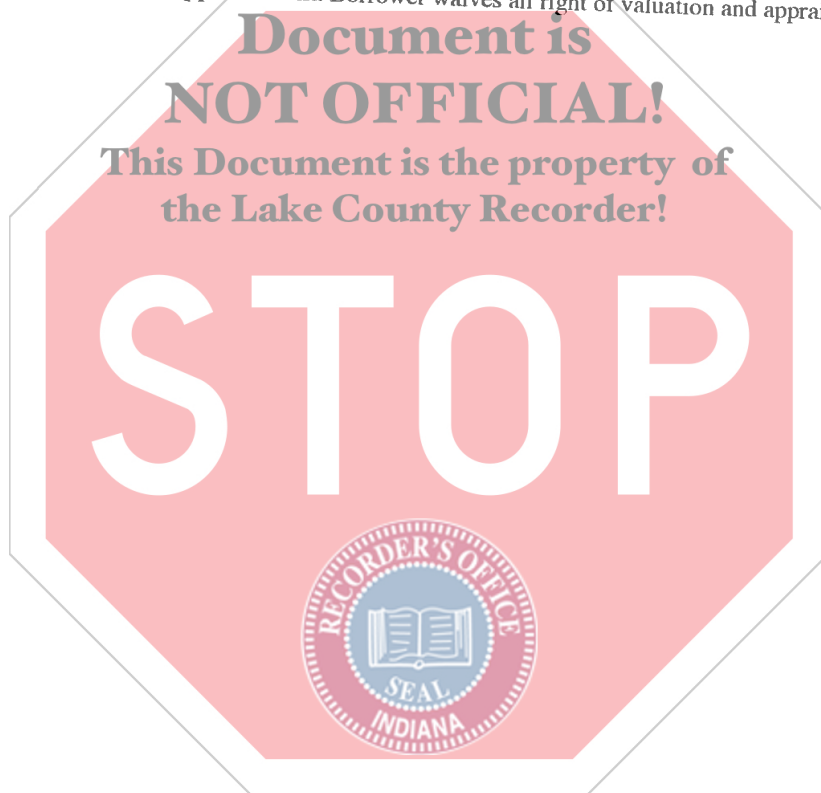 Borrower waives all right of valuation and
Document is
NOT OFFICIAL!
This Document is the property of
the Lake County Recorder!
STOP
RECORDER'S OFFICE
SEAL
INDIANA